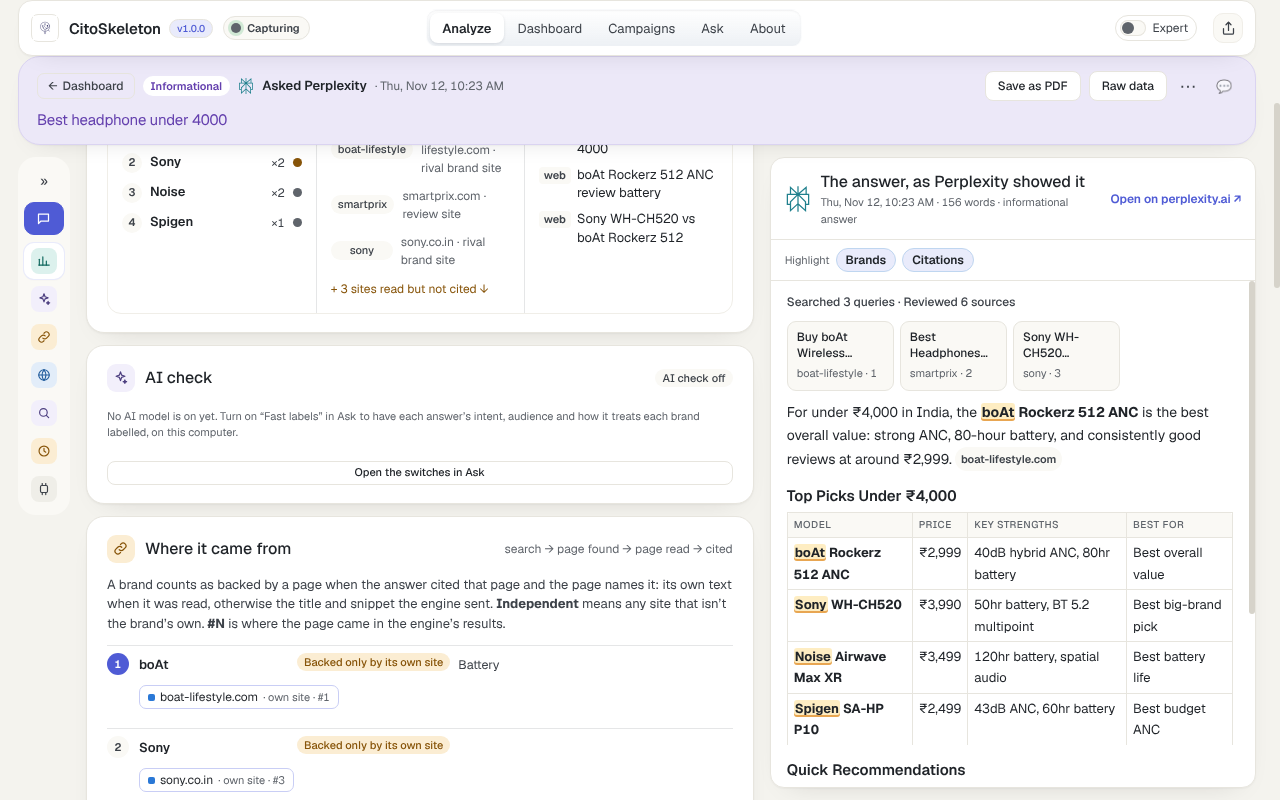 CitoSkeleton v1.0.0 Capturing
Analyze Dashboard Campaigns Ask About
Expert
← Dashboard Informational Asked Perplexity · Thu, Nov 12, 10:23 AM
Save as PDF Raw data ···
Best headphone under 4000
»
2 Sony ×2
3 Noise ×2
4 Spigen ×1
boat-lifestyle lifestyle.com ·
rival brand site
smartprix smartprix.com ·
review site
sony sony.co.in · rival
brand site
+ 3 sites read but not cited ↓
4000
web boAt Rockerz 512 ANC
review battery
web Sony WH-CH520 vs
boAt Rockerz 512
AI check AI check off
No AI model is on yet. Turn on “Fast labels” in Ask to have each answer’s intent, audience and how it treats each brand
labelled, on this computer.
Open the switches in Ask
Where it came from search → page found → page read → cited
A brand counts as backed by a page when the answer cited that page and the page names it: its own text
when it was read, otherwise the title and snippet the engine sent. Independent means any site that isn’t
the brand’s own. #N is where the page came in the engine’s results.
1 boAt Backed only by its own site Battery
boat-lifestyle.com · own site · #1
2 Sony Backed only by its own site
sony.co.in · own site · #3
The answer, as Perplexity showed it
Thu, Nov 12, 10:23 AM · 156 words · informational
answer
Open on perplexity.ai ↗
Highlight Brands Citations
Searched 3 queries · Reviewed 6 sources
Buy boAt
Wireless…
boat-lifestyle · 1
Best
Headphones…
smartprix · 2
Sony WH-
CH520…
sony · 3
For under ₹4,000 in India, the boAt Rockerz 512 ANC is the best
overall value: strong ANC, 80-hour battery, and consistently good
reviews at around ₹2,999. boat-lifestyle.com
Top Picks Under ₹4,000
MODEL PRICE KEY STRENGTHS BEST FOR
boAt Rockerz
512 ANC
₹2,999
40dB hybrid ANC, 80hr
battery
Best overall
value
Sony WH-CH520
₹3,990
50hr battery, BT 5.2
multipoint
Best big-brand
pick
Noise Airwave
Max XR
₹3,499
120hr battery, spatial
audio
Best battery
life
Spigen SA-HP
P10
₹2,499
43dB ANC, 60hr battery
Best budget
ANC
Quick Recommendations